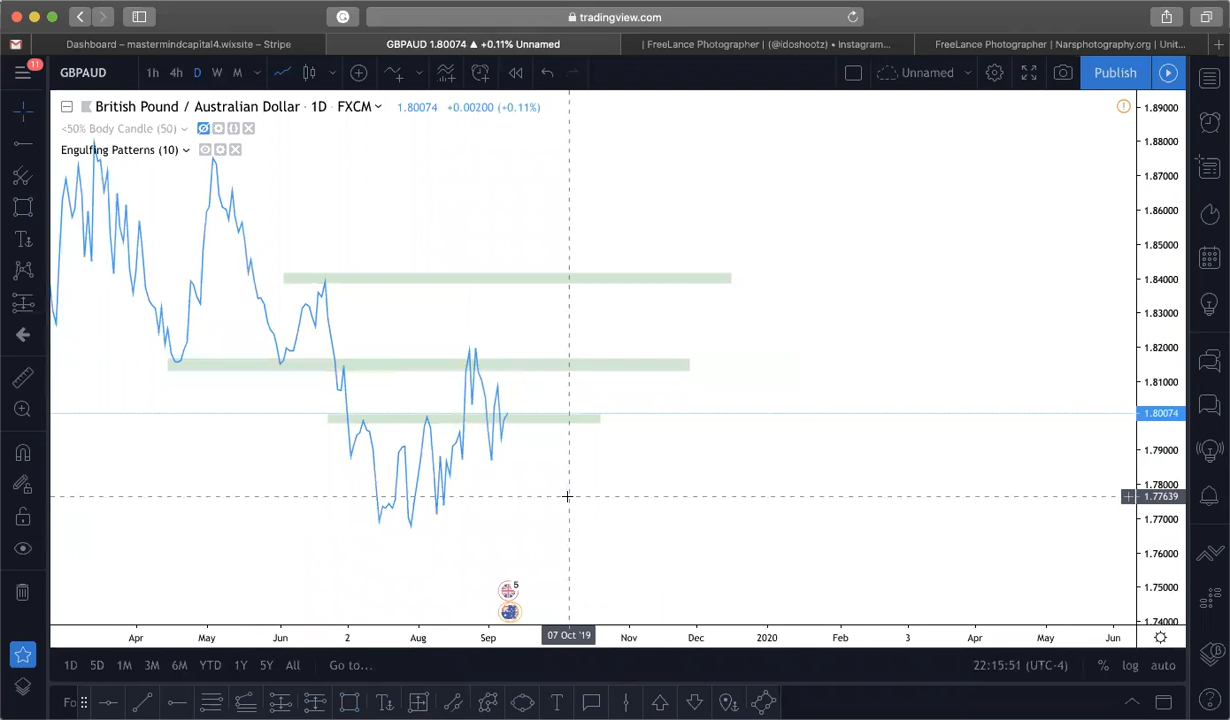 tradingview.com
Dashboard – mastermindcapital4.wixsite – Stripe
GBPAUD 1.80074 ▲ +0.11% Unnamed
| FreeLance Photographer | (@idoshootz) • Instagram...
FreeLance Photographer | Narsphotography.org | Unit...
11
GBPAUD
1h 4h D W M
Unnamed
Publish
British Pound / Australian Dollar · 1D · FXCM
1.80074 +0.00200 (+0.11%)
<50% Body Candle (50)
Engulfing Patterns (10)
1.89000
1.88000
1.87000
1.86000
1.85000
1.84000
1.83000
1.82000
1.81000
1.80074
1.79000
1.78000
1.77639
1.77000
1.76000
1.75000
1.74000
5
Apr May Jun 2 Aug Sep 07 Oct '19 Nov Dec 2020 Feb 3 Apr May Jun
1D 5D 1M 3M 6M YTD 1Y 5Y All Go to...
22:15:51 (UTC-4) % log auto
Fo